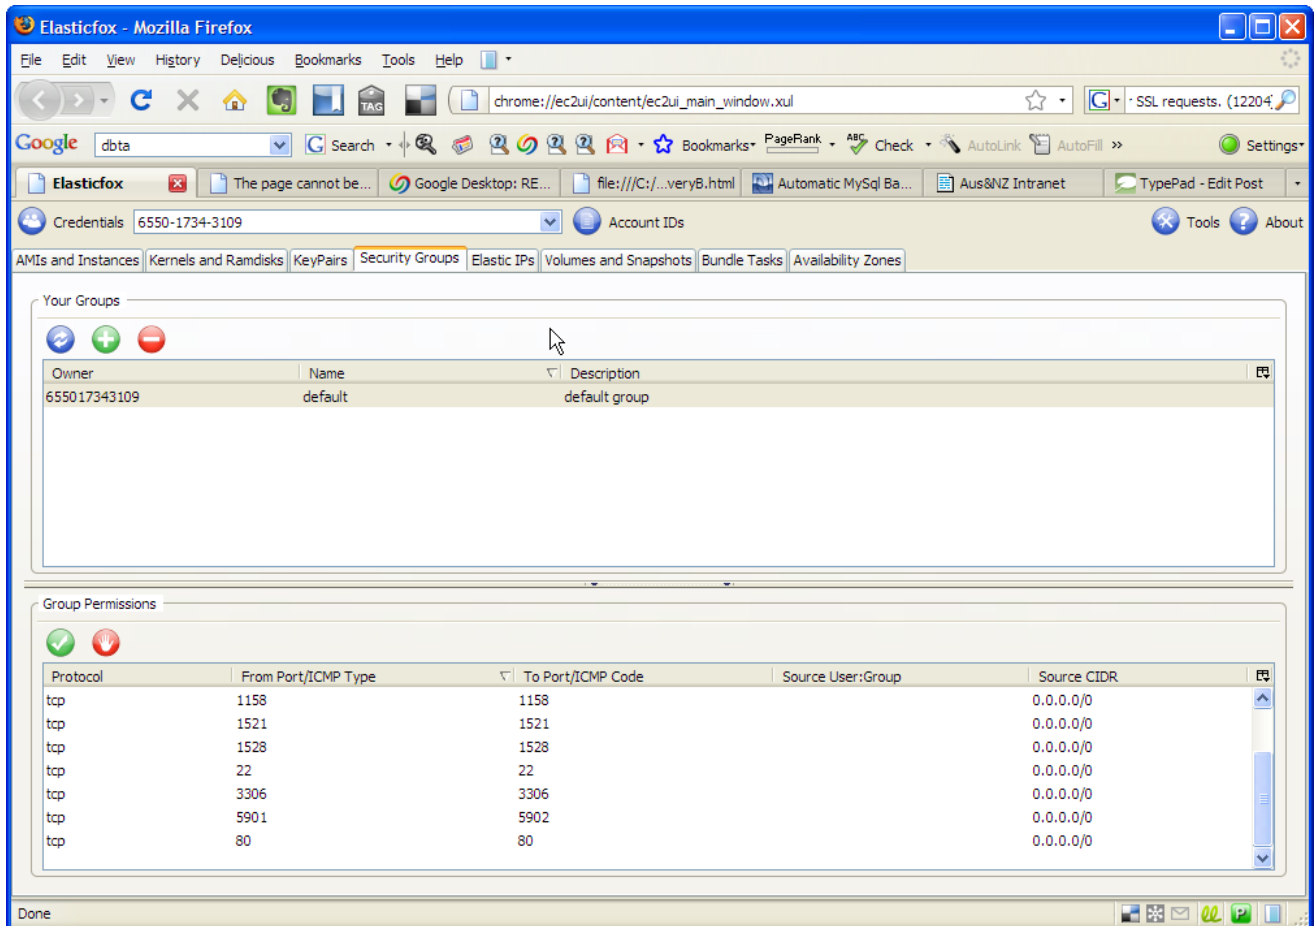 Elasticfox - Mozilla Firefox
File Edit View History Delicious Bookmarks Tools Help
TAG chrome://ec2ui/content/ec2ui_main_window.xul G SSL requests. (12204
Google dbta G Search Bookmarks PageRank ABC Check AutoLink AutoFill » Settings
Elasticfox The page cannot be... Google Desktop: RE... file:///C:/...veryB.html Automatic MySql Ba... Aus&NZ Intranet TypePad - Edit Post
Credentials 6550-1734-3109 Account IDs Tools ? About
AMIs and Instances Kernels and Ramdisks KeyPairs Security Groups Elastic IPs Volumes and Snapshots Bundle Tasks Availability Zones
Your Groups
Owner Name Description
655017343109 default default group
Group Permissions
Protocol From Port/ICMP Type To Port/ICMP Code Source User:Group Source CIDR
tcp 1158 1158 0.0.0.0/0
tcp 1521 1521 0.0.0.0/0
tcp 1528 1528 0.0.0.0/0
tcp 22 22 0.0.0.0/0
tcp 3306 3306 0.0.0.0/0
tcp 5901 5902 0.0.0.0/0
tcp 80 80 0.0.0.0/0
Done P